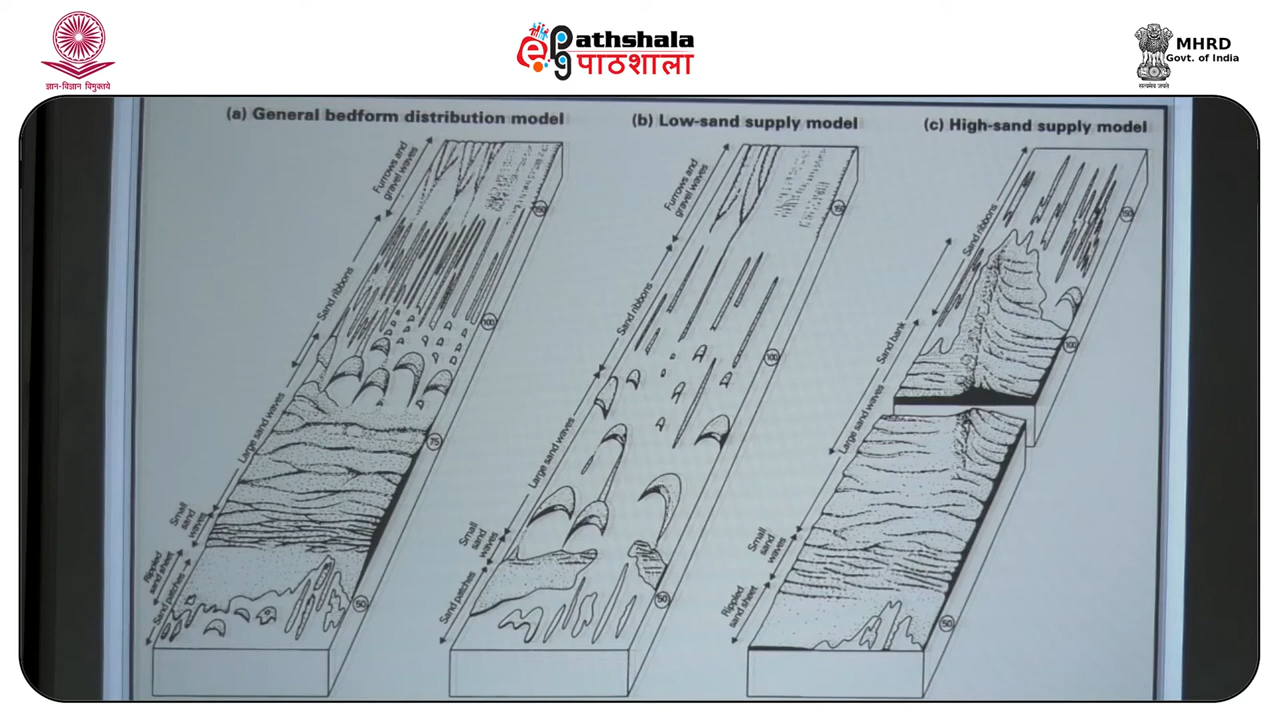 ज्ञान-विज्ञान विमुक्तये
epg Pathshala
पाठशाला
MHRD
Govt. of India
सत्यमेव जयते
(a) General bedform distribution model
Furrows and
gravel waves
150
Sand ribbons
100
Large sand waves
75
Small
sand
waves
Rippled
sand sheet
Sand patches
50
(b) Low-sand supply model
Furrows and
gravel waves
150
Sand ribbons
100
Large sand waves
Small
sand
waves
Sand patches
50
(c) High-sand supply model
Sand ribbons
150
Sand bank
100
Large sand waves
Small
sand
waves
Rippled
sand sheet
50